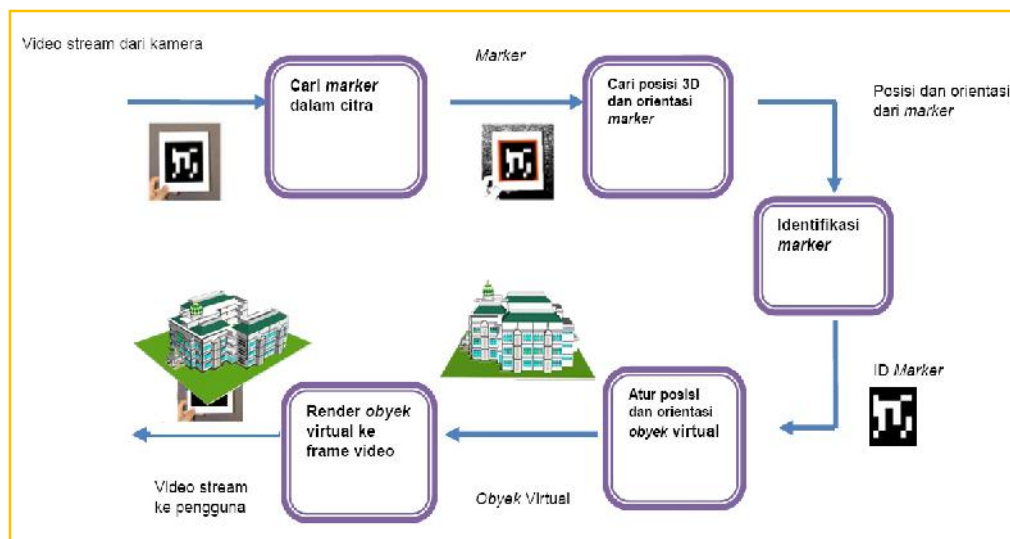 Video stream dari kamera
Cari marker
dalam citra
Marker
Cari posisi 3D
dan orientasi
marker
Posisi dan orientasi
dari marker
Identifikasi
marker
ID Marker
Atur posisi
dan orientasi
obyek virtual
Obyek Virtual
Render obyek
virtual ke
frame video
Video stream
ke pengguna